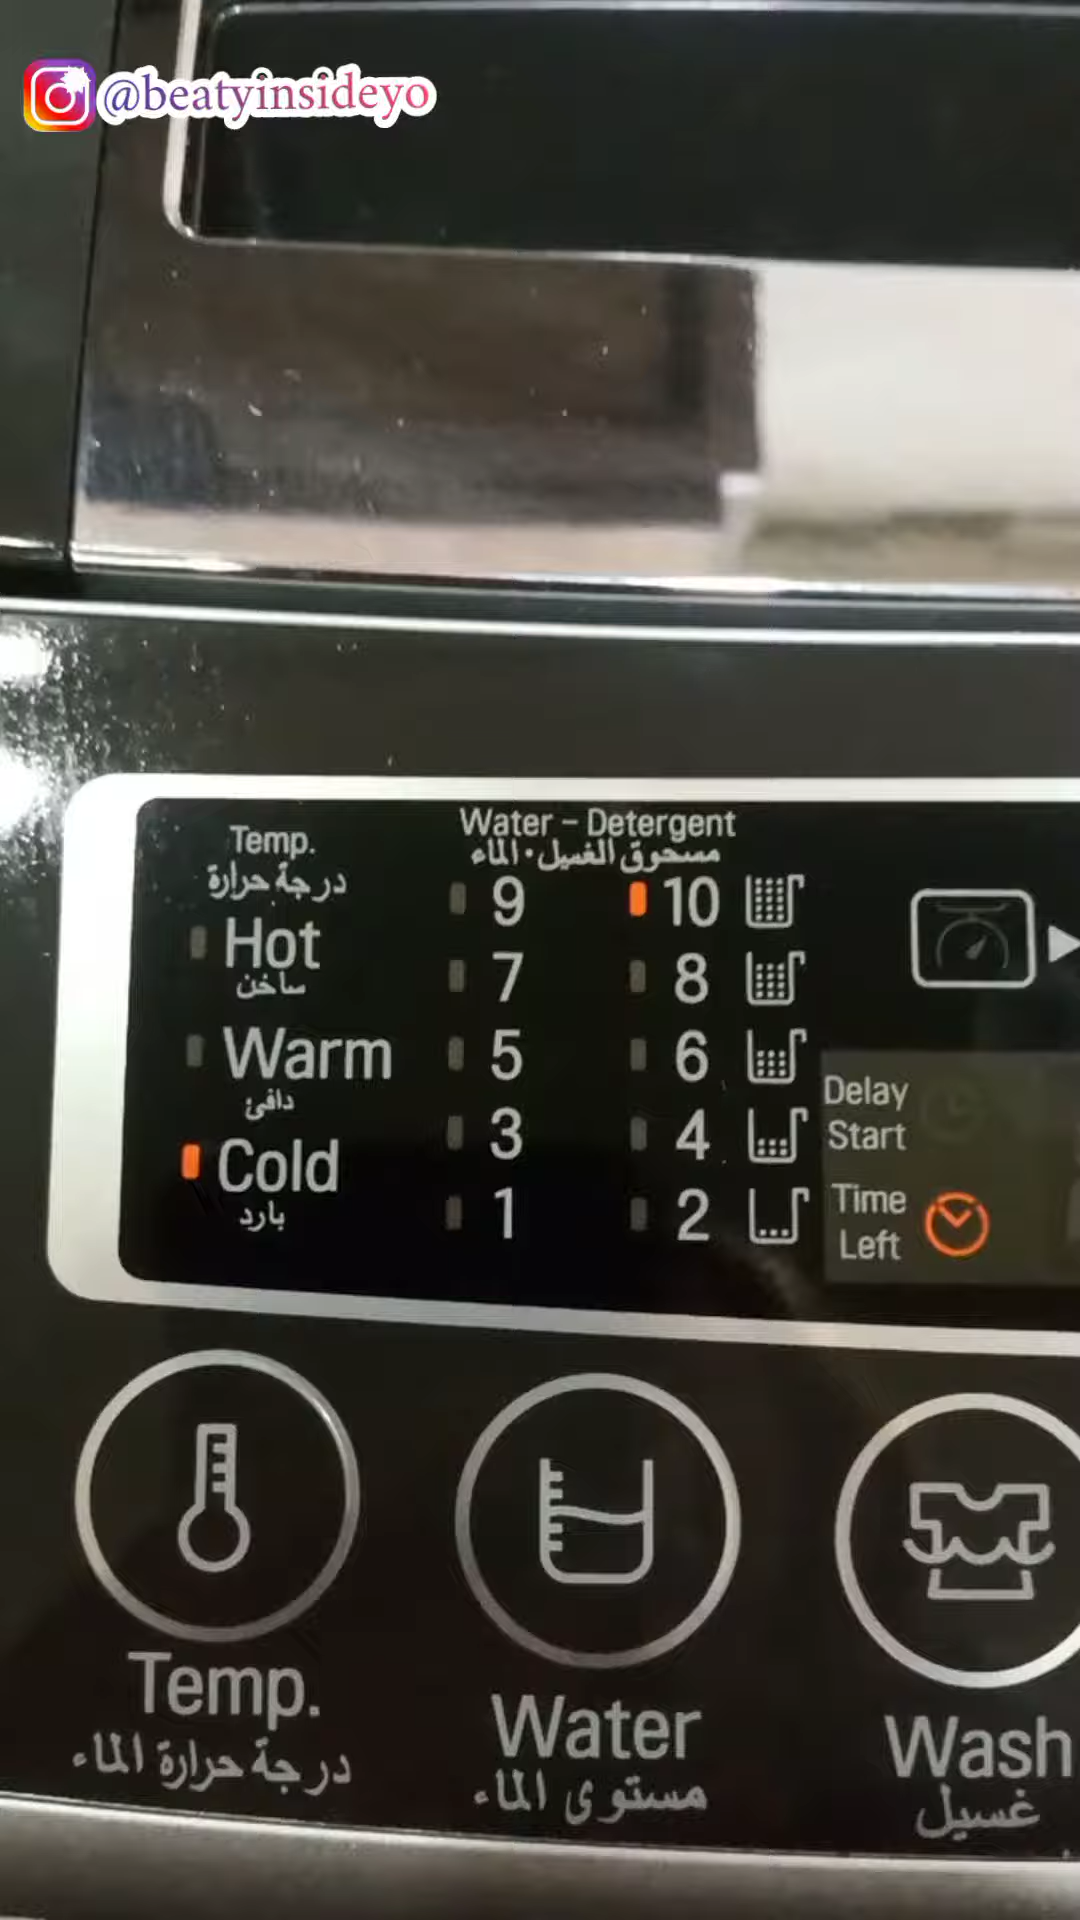 @beatyinsideyo
Temp.
درجة حرارة
Hot
ساخن
Warm
دافئ
Cold
بارد
Water - Detergent
مسحوق الغسيل • الماء
9 10
7 8
5 6
3 4
1 2
Delay
Start
Time
Left
Temp.
درجة حرارة الماء
Water
مستوى الماء
Wash
غسيل